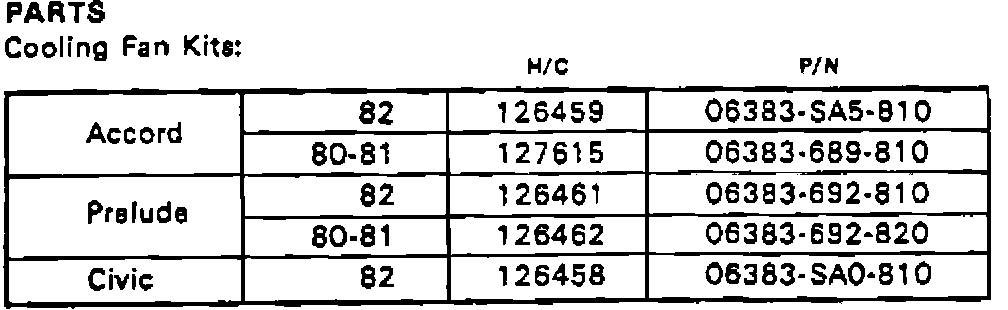 PARTS
Cooling Fan Kits:
H/C P/N
Accord 82 126459 06383-SA5-810
80-81 127615 06383-689-810
Prelude 82 126461 06383-692-810
80-81 126462 06383-692-820
Civic 82 126458 06383-SA0-810